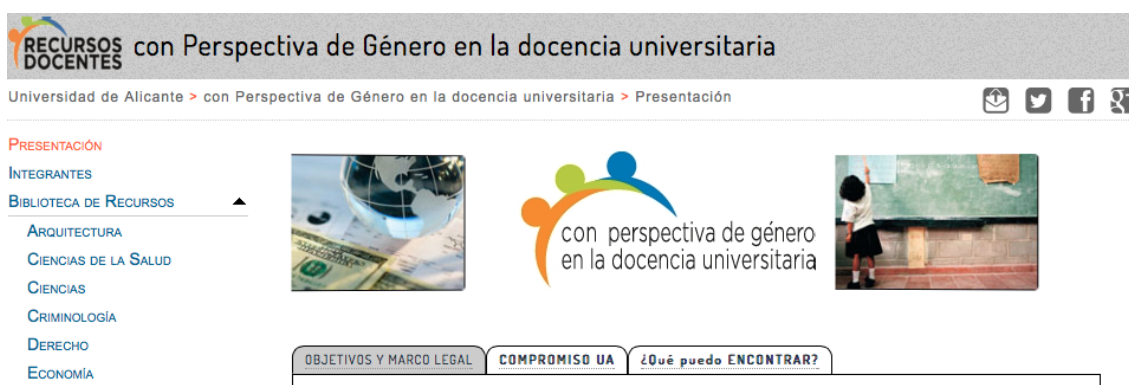 RECURSOS DOCENTES con Perspectiva de Género en la docencia universitaria
Universidad de Alicante > con Perspectiva de Género en la docencia universitaria > Presentación
PRESENTACIÓN
INTEGRANTES
BIBLIOTECA DE RECURSOS
ARQUITECTURA
CIENCIAS DE LA SALUD
CIENCIAS
CRIMINOLOGÍA
DERECHO
ECONOMÍA
con perspectiva de género
en la docencia universitaria
OBJETIVOS Y MARCO LEGAL
COMPROMISO UA
¿Qué puedo ENCONTRAR?